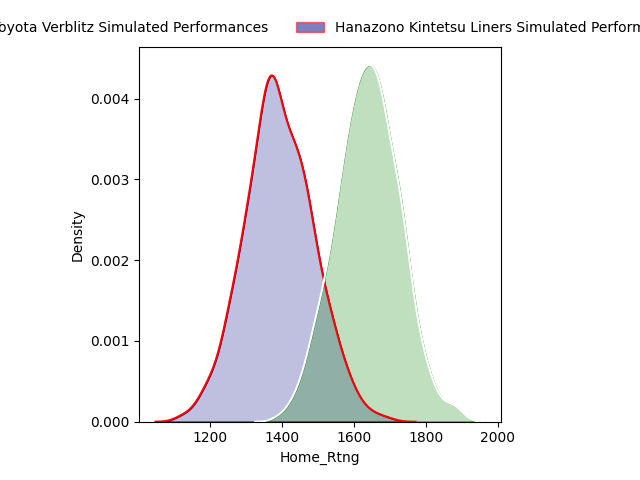 oyota Verblitz Simulated Performances Hanazono Kintetsu Liners Simulated Perform
0.004
0.003
0.002
0.001
0.000
Density
1200 1400 1600 1800 2000
Home_Rtng